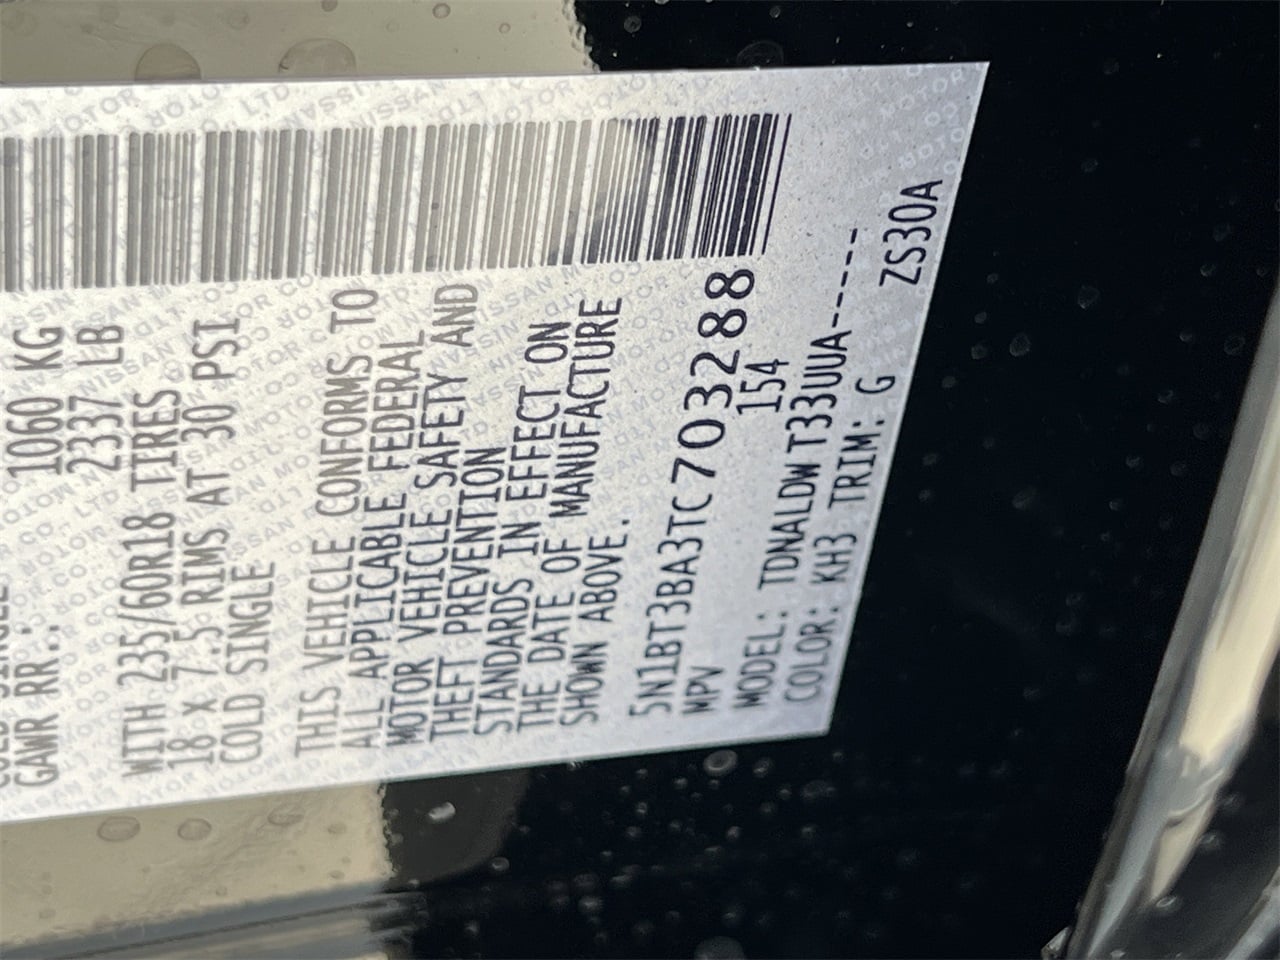 GAWR RR.: 1060 KG
2337 LB
WITH 235/60R18 TIRES
18 X 7.5 RIMS AT 30 PSI
COLD SINGLE
THIS VEHICLE CONFORMS TO
ALL APPLICABLE FEDERAL
MOTOR VEHICLE SAFETY AND
THEFT PREVENTION
STANDARDS IN EFFECT ON
THE DATE OF MANUFACTURE
SHOWN ABOVE.
5N1BT3BA3TC703288
MPV 154
MODEL: TDNALDWT33UUA-----
COLOR: KH3 TRIM: G
ZS30A